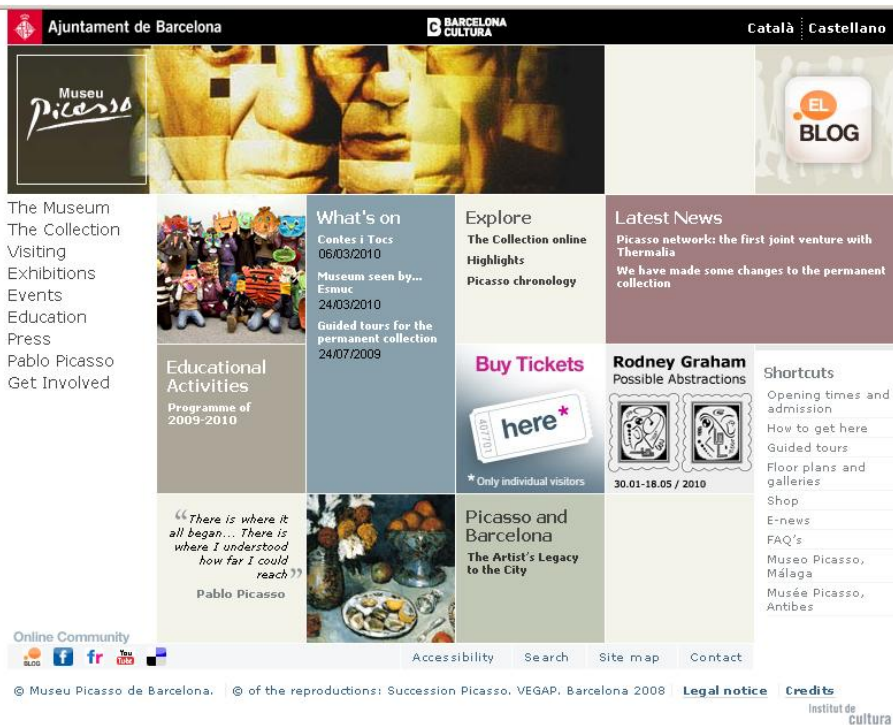 Ajuntament de Barcelona
BARCELONA
CULTURA
Català Castellano
Museu
Picasso
EL
BLOG
The Museum
The Collection
Visiting
Exhibitions
Events
Education
Press
Pablo Picasso
Get Involved
What's on
Contes i Tocs
06/03/2010
Museum seen by...
Esmuc
24/03/2010
Guided tours for the
permanent collection
24/07/2009
Explore
The Collection online
Highlights
Picasso chronology
Latest News
Picasso network: the first joint venture with
Thermalia
We have made some changes to the permanent
collection
Educational
Activities
Programme of
2009-2010
Buy Tickets
407701
here*
* Only individual visitors
Rodney Graham
Possible Abstractions
30.01-18.05 / 2010
Shortcuts
Opening times and
admission
How to get here
Guided tours
Floor plans and
galleries
Shop
E-news
FAQ's
Museo Picasso,
Málaga
Musée Picasso,
Antibes
“There is where it
all began... There is
where I understood
how far I could
reach”
Pablo Picasso
Picasso and
Barcelona
The Artist's Legacy
to the City
Online Community
BLOG f fr You Tube
Accessibility Search Site map Contact
© Museu Picasso de Barcelona. © of the reproductions: Succession Picasso. VEGAP. Barcelona 2008 Legal notice Credits
Institut de
cultura